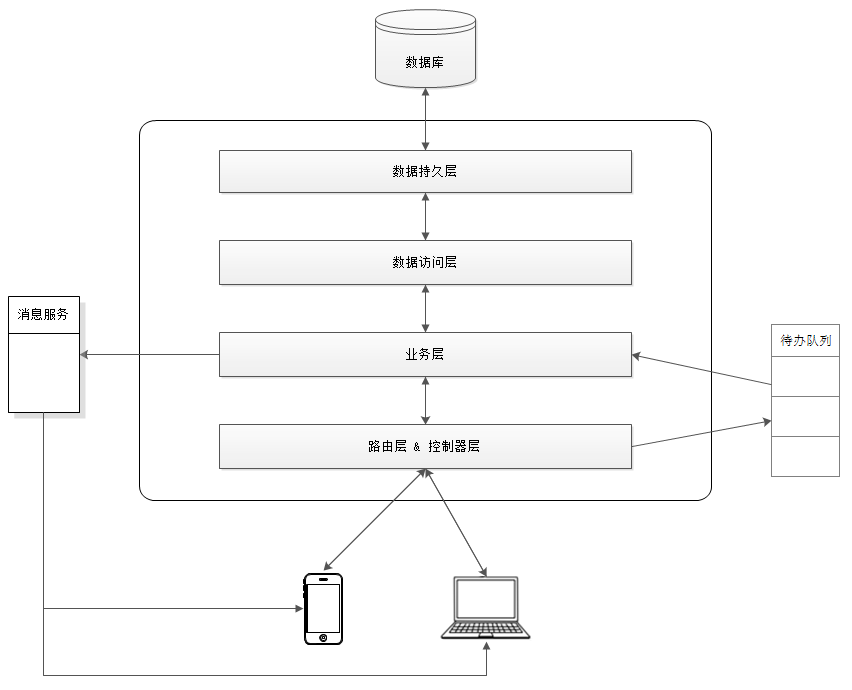 数据库
数据持久层
数据访问层
消息服务
待办队列
业务层
路由层 & 控制器层